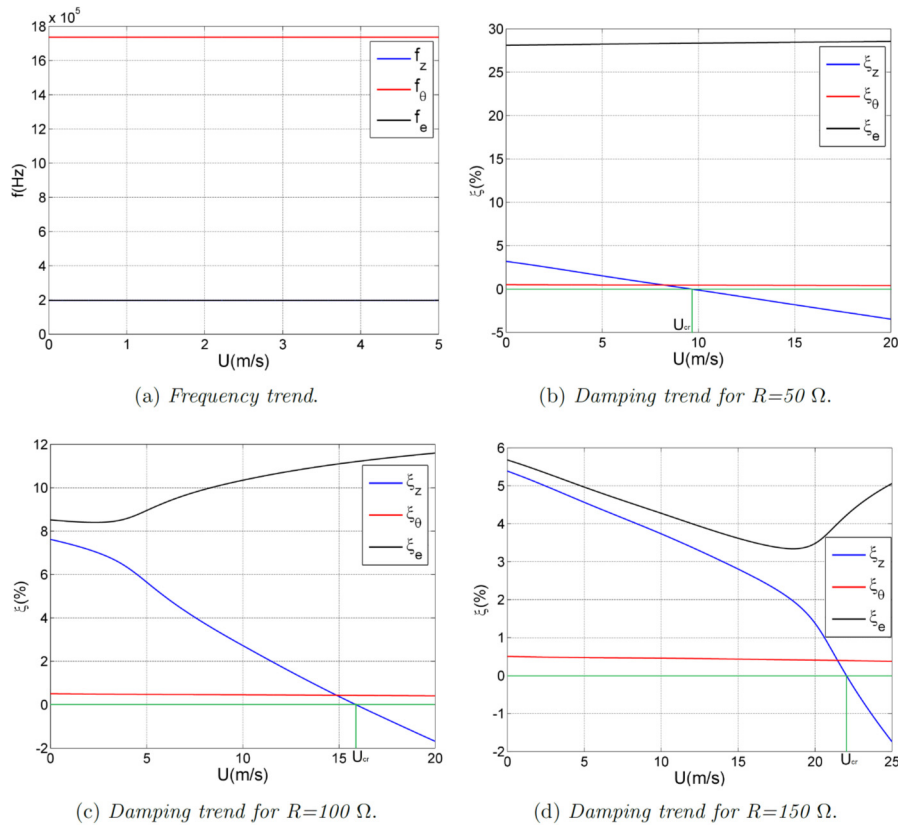 x 10⁵
18
16
14
12
10
8
6
4
2
0
f(Hz)
0 1 2 3 4 5
U(m/s)
f_z
f_θ
f_e
(a) Frequency trend.
30
25
20
15
10
5
0
-5
ξ(%)
0 5 10 15 20
U_cr
U(m/s)
ξ_z
ξ_θ
ξ_e
(b) Damping trend for R=50 Ω.
12
10
8
6
4
2
0
-2
ξ(%)
0 5 10 15 20
U_cr
U(m/s)
ξ_z
ξ_θ
ξ_e
(c) Damping trend for R=100 Ω.
6
5
4
3
2
1
0
-1
-2
ξ(%)
0 5 10 15 20 25
U_cr
U(m/s)
ξ_z
ξ_θ
ξ_e
(d) Damping trend for R=150 Ω.